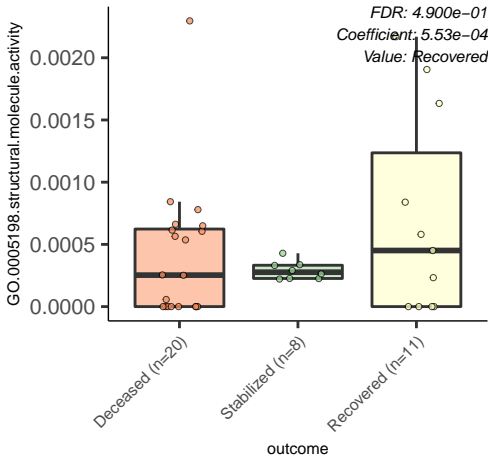 FDR: 4.900e−01
Coefficient: 5.53e−04
Value: Recovered
GO.0005198.structural.molecule.activity
0.0020
0.0015
0.0010
0.0005
0.0000
Deceased (n=20)
Stabilized (n=8)
Recovered (n=11)
outcome